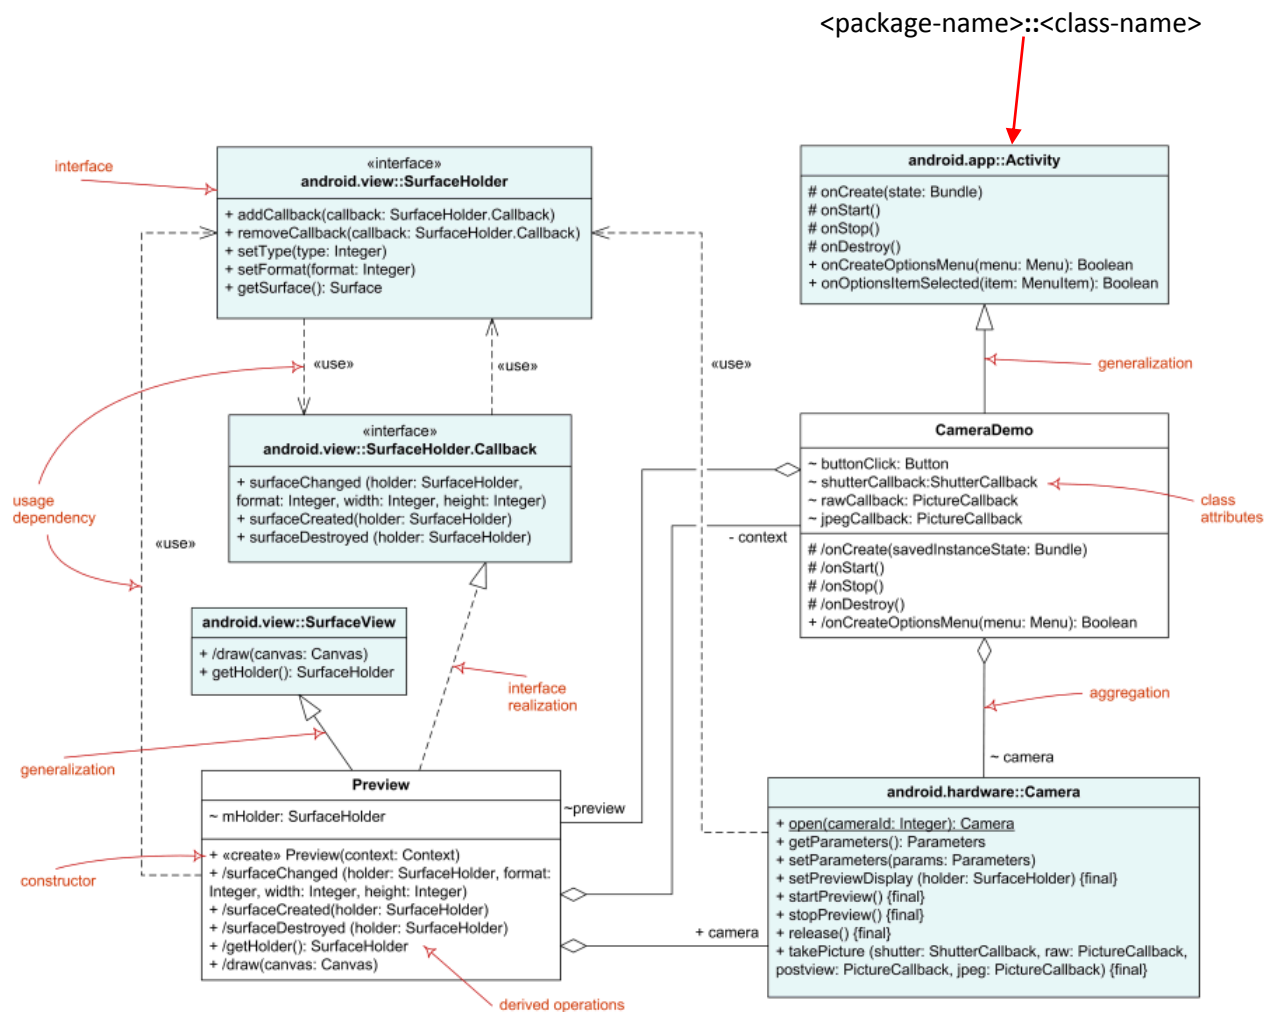 <package-name>::<class-name>
interface
«interface»
android.view::SurfaceHolder
+ addCallback(callback: SurfaceHolder.Callback)
+ removeCallback(callback: SurfaceHolder.Callback)
+ setType(type: Integer)
+ setFormat(format: Integer)
+ getSurface(): Surface
android.app::Activity
# onCreate(state: Bundle)
# onStart()
# onStop()
# onDestroy()
+ onCreateOptionsMenu(menu: Menu): Boolean
+ onOptionsItemSelected(item: MenuItem): Boolean
«use»
«use»
«use»
generalization
«interface»
android.view::SurfaceHolder.Callback
+ surfaceChanged (holder: SurfaceHolder,
format: Integer, width: Integer, height: Integer)
+ surfaceCreated(holder: SurfaceHolder)
+ surfaceDestroyed (holder: SurfaceHolder)
CameraDemo
~ buttonClick: Button
~ shutterCallback:ShutterCallback
~ rawCallback: PictureCallback
~ jpegCallback: PictureCallback
# /onCreate(savedInstanceState: Bundle)
# /onStart()
# /onStop()
# /onDestroy()
+ /onCreateOptionsMenu(menu: Menu): Boolean
class
attributes
usage
dependency
«use»
- context
android.view::SurfaceView
+ /draw(canvas: Canvas)
+ getHolder(): SurfaceHolder
interface
realization
aggregation
generalization
~ camera
Preview
~ mHolder: SurfaceHolder
+ «create» Preview(context: Context)
+ /surfaceChanged (holder: SurfaceHolder, format:
Integer, width: Integer, height: Integer)
+ /surfaceCreated(holder: SurfaceHolder)
+ /surfaceDestroyed (holder: SurfaceHolder)
+ /getHolder(): SurfaceHolder
+ /draw(canvas: Canvas)
~preview
constructor
+ camera
android.hardware::Camera
+ open(cameraId: Integer): Camera
+ getParameters(): Parameters
+ setParameters(params: Parameters)
+ setPreviewDisplay (holder: SurfaceHolder) {final}
+ startPreview() {final}
+ stopPreview() {final}
+ release() {final}
+ takePicture (shutter: ShutterCallback, raw: PictureCallback,
postview: PictureCallback, jpeg: PictureCallback) {final}
derived operations